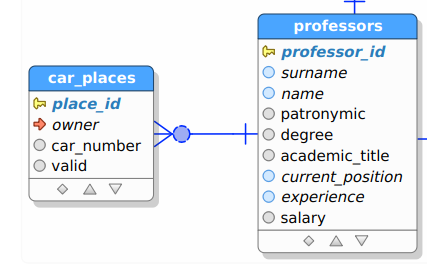 car_places
place_id
owner
car_number
valid
professors
professor_id
surname
name
patronymic
degree
academic_title
current_position
experience
salary